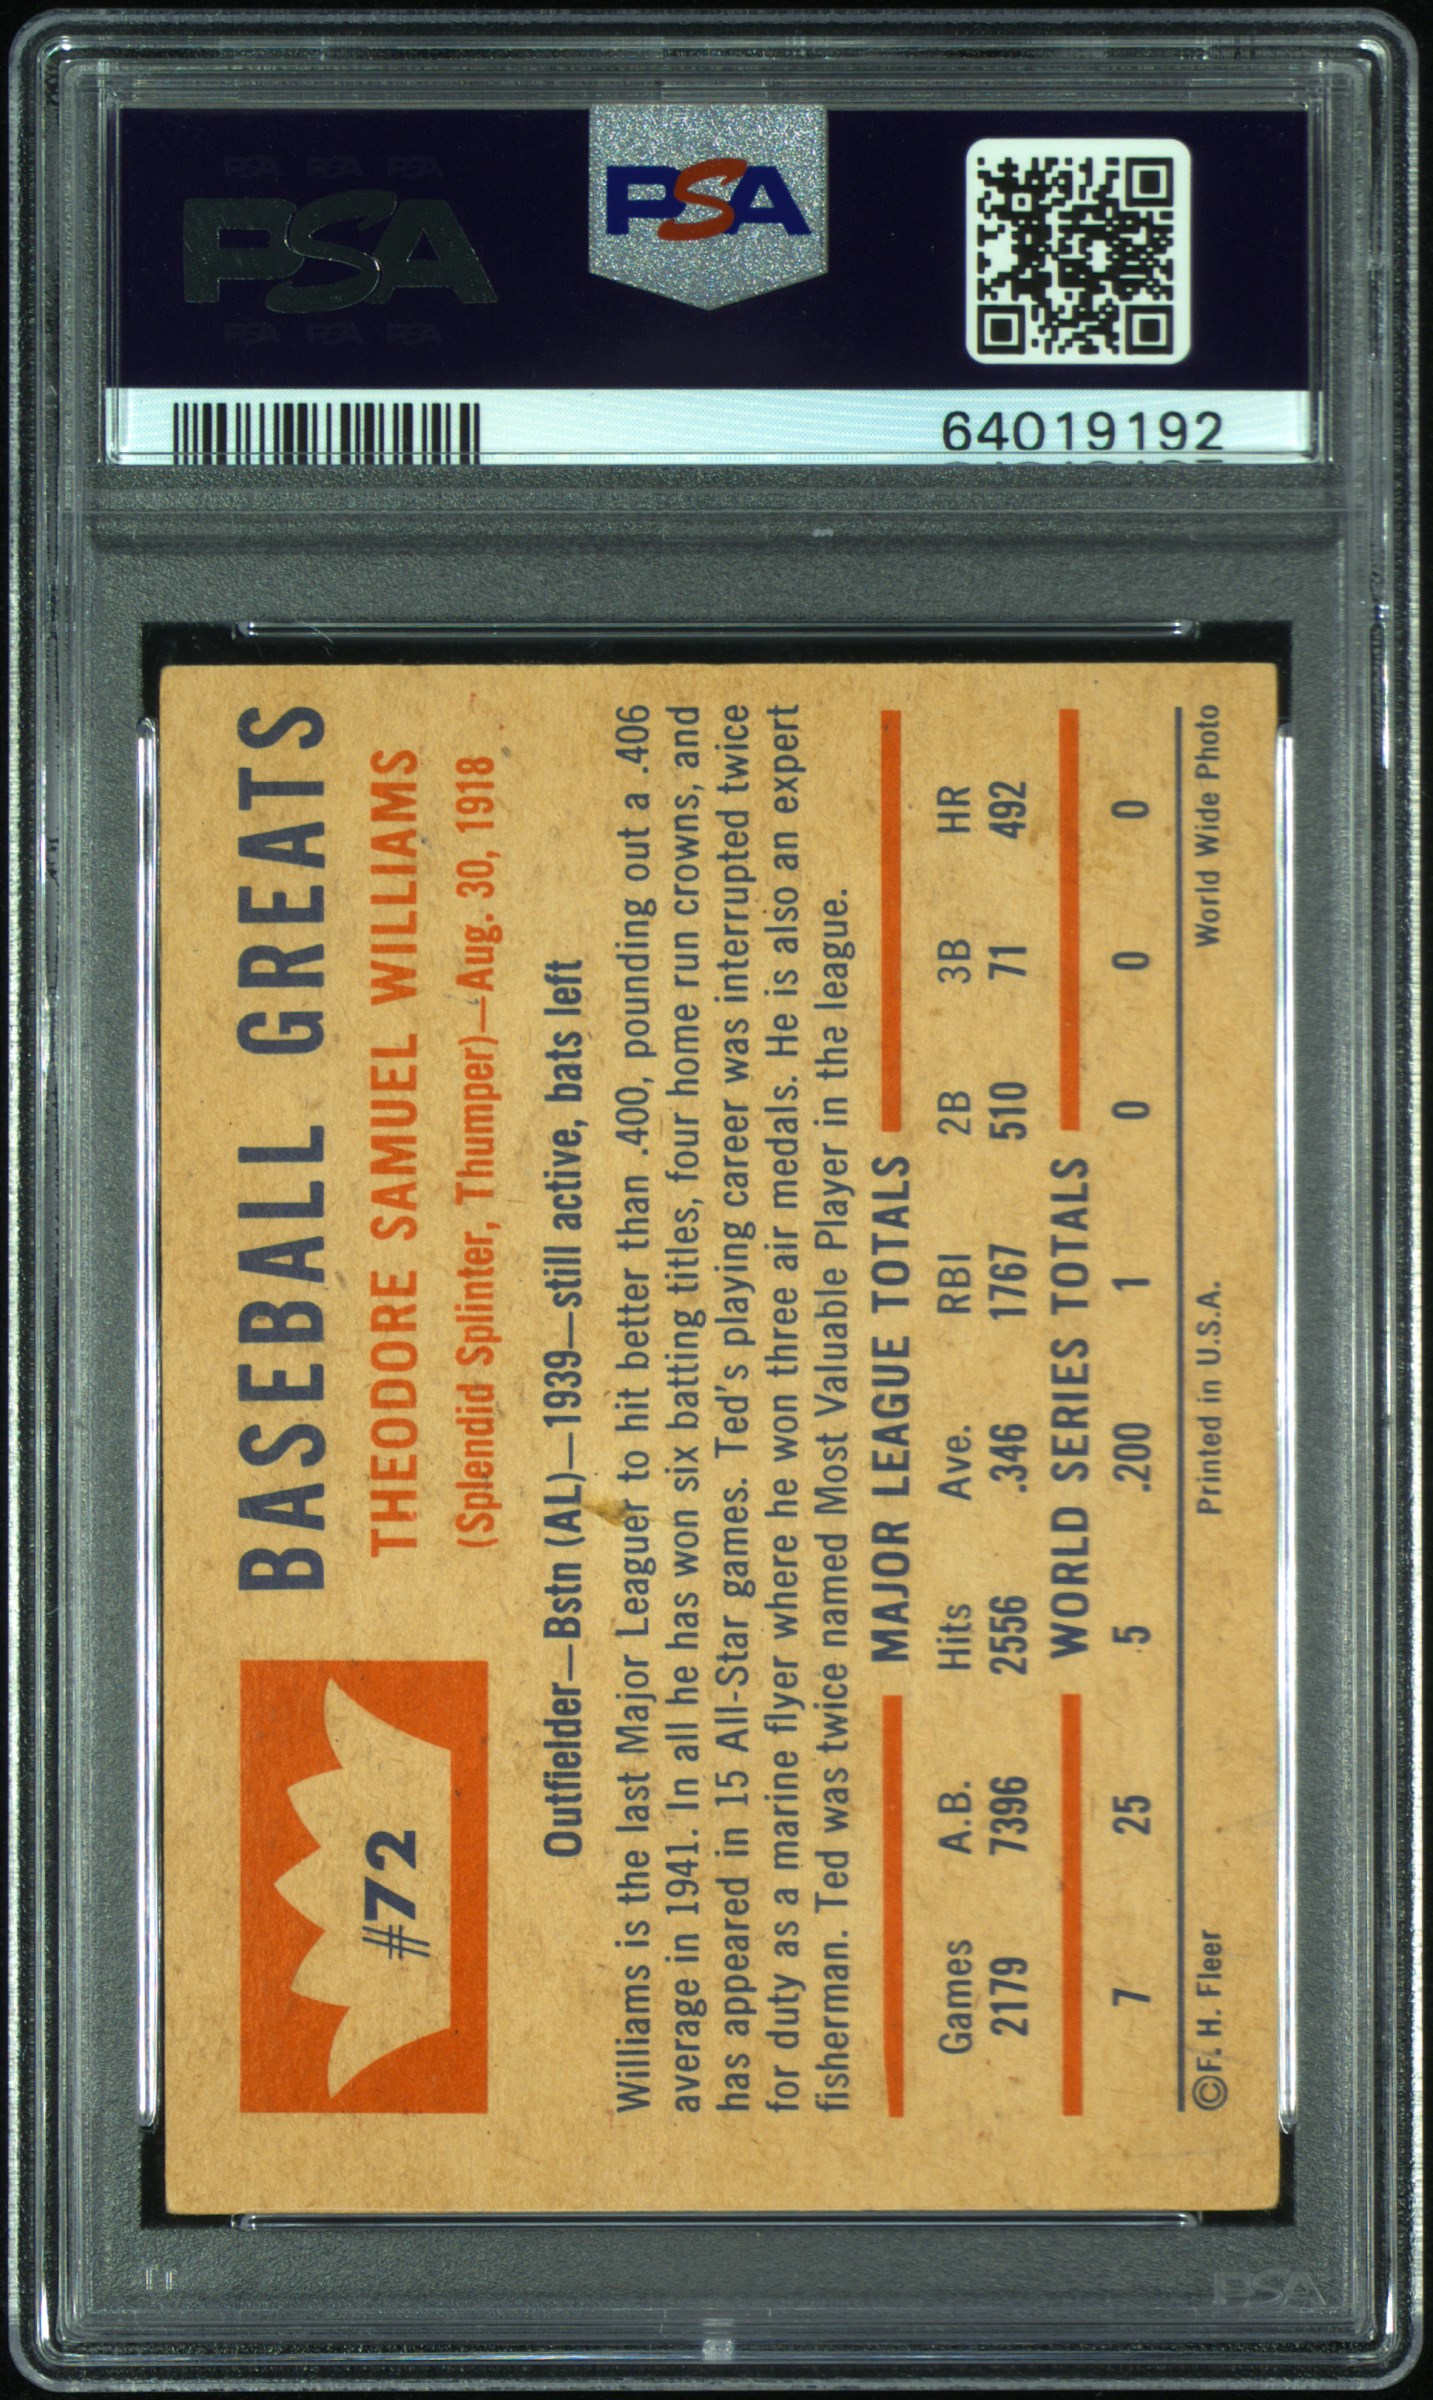 PSA PSA PSA
PSA
PSA PSA PSA
PSA
64019192
#72
BASEBALL GREATS
THEODORE SAMUEL WILLIAMS
(Splendid Splinter, Thumper)—Aug. 30, 1918
Outfielder—Bstn (AL)—1939—still active, bats left
Williams is the last Major Leaguer to hit better than .400, pounding out a .406
average in 1941. In all he has won six batting titles, four home run crowns, and
has appeared in 15 All-Star games. Ted's playing career was interrupted twice
for duty as a marine flyer where he won three air medals. He is also an expert
fisherman. Ted was twice named Most Valuable Player in the league.
MAJOR LEAGUE TOTALS
Games A.B. Hits Ave. RBI 2B 3B HR
2179 7396 2556 .346 1767 510 71 492
WORLD SERIES TOTALS
7 25 5 .200 1 0 0 0
©F. H. Fleer Printed in U.S.A. World Wide Photo
PSA